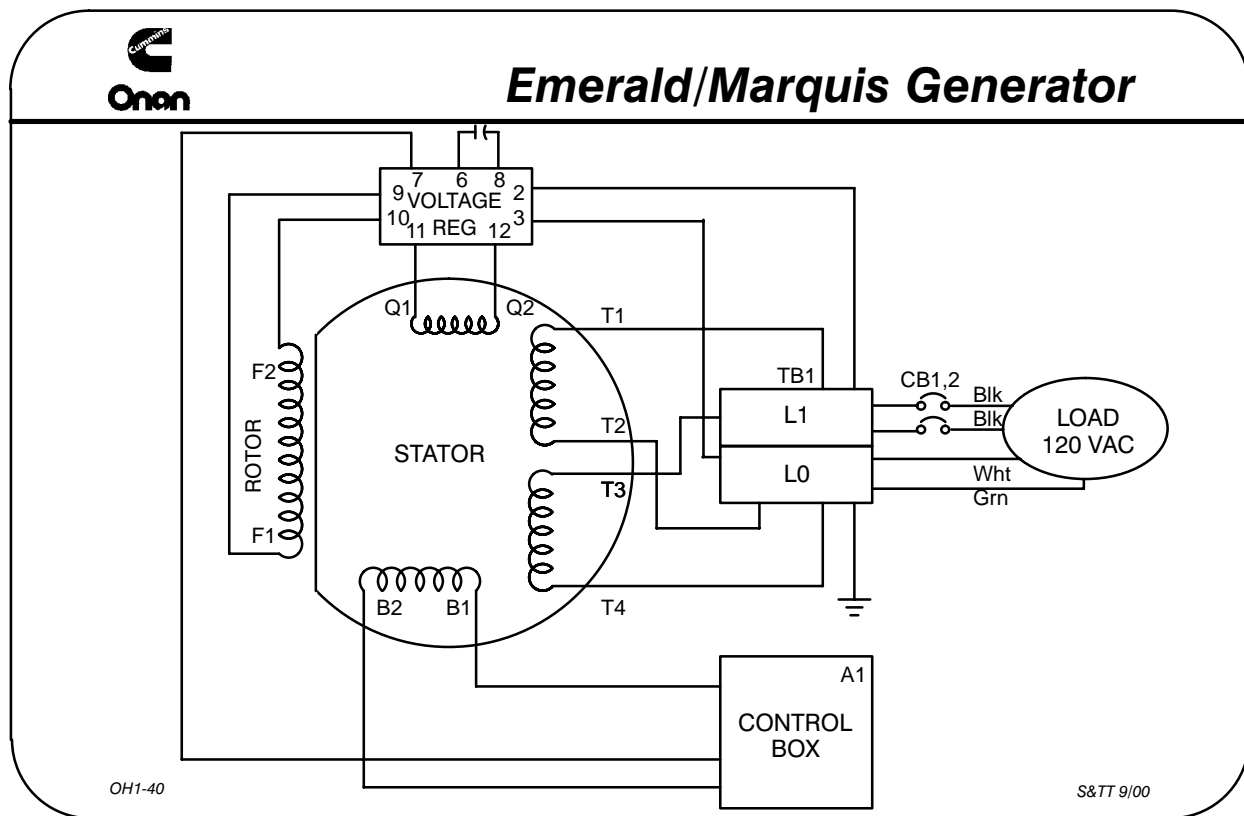 Cummins
Onan
Emerald/Marquis Generator
7 6 8
9 VOLTAGE 2
10 REG 3
11 12
Q1 Q2
T1
F2
TB1
CB1,2
Blk
L1
Blk
LOAD
120 VAC
T2
ROTOR
STATOR
L0
Wht
T3
Grn
F1
B2 B1
T4
A1
CONTROL
BOX
OH1-40
S&TT 9/00